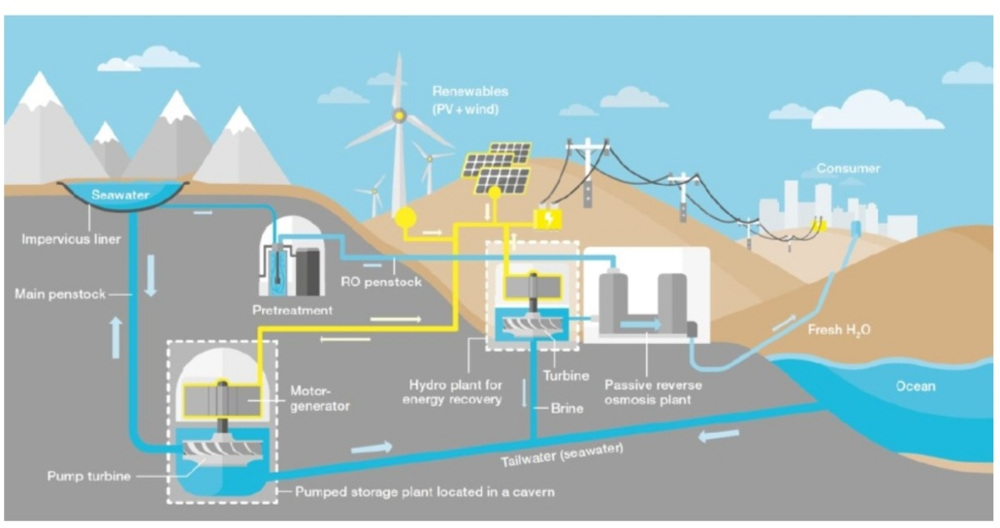 Renewables
(PV + wind)
Consumer
Seawater
Impervious liner
Main penstock
RO penstock
Pretreatment
Fresh H₂O
Motor-
generator
Hydro plant for
energy recovery
Turbine
Brine
Passive reverse
osmosis plant
Ocean
Tailwater (seawater)
Pump turbine
Pumped storage plant located in a cavern